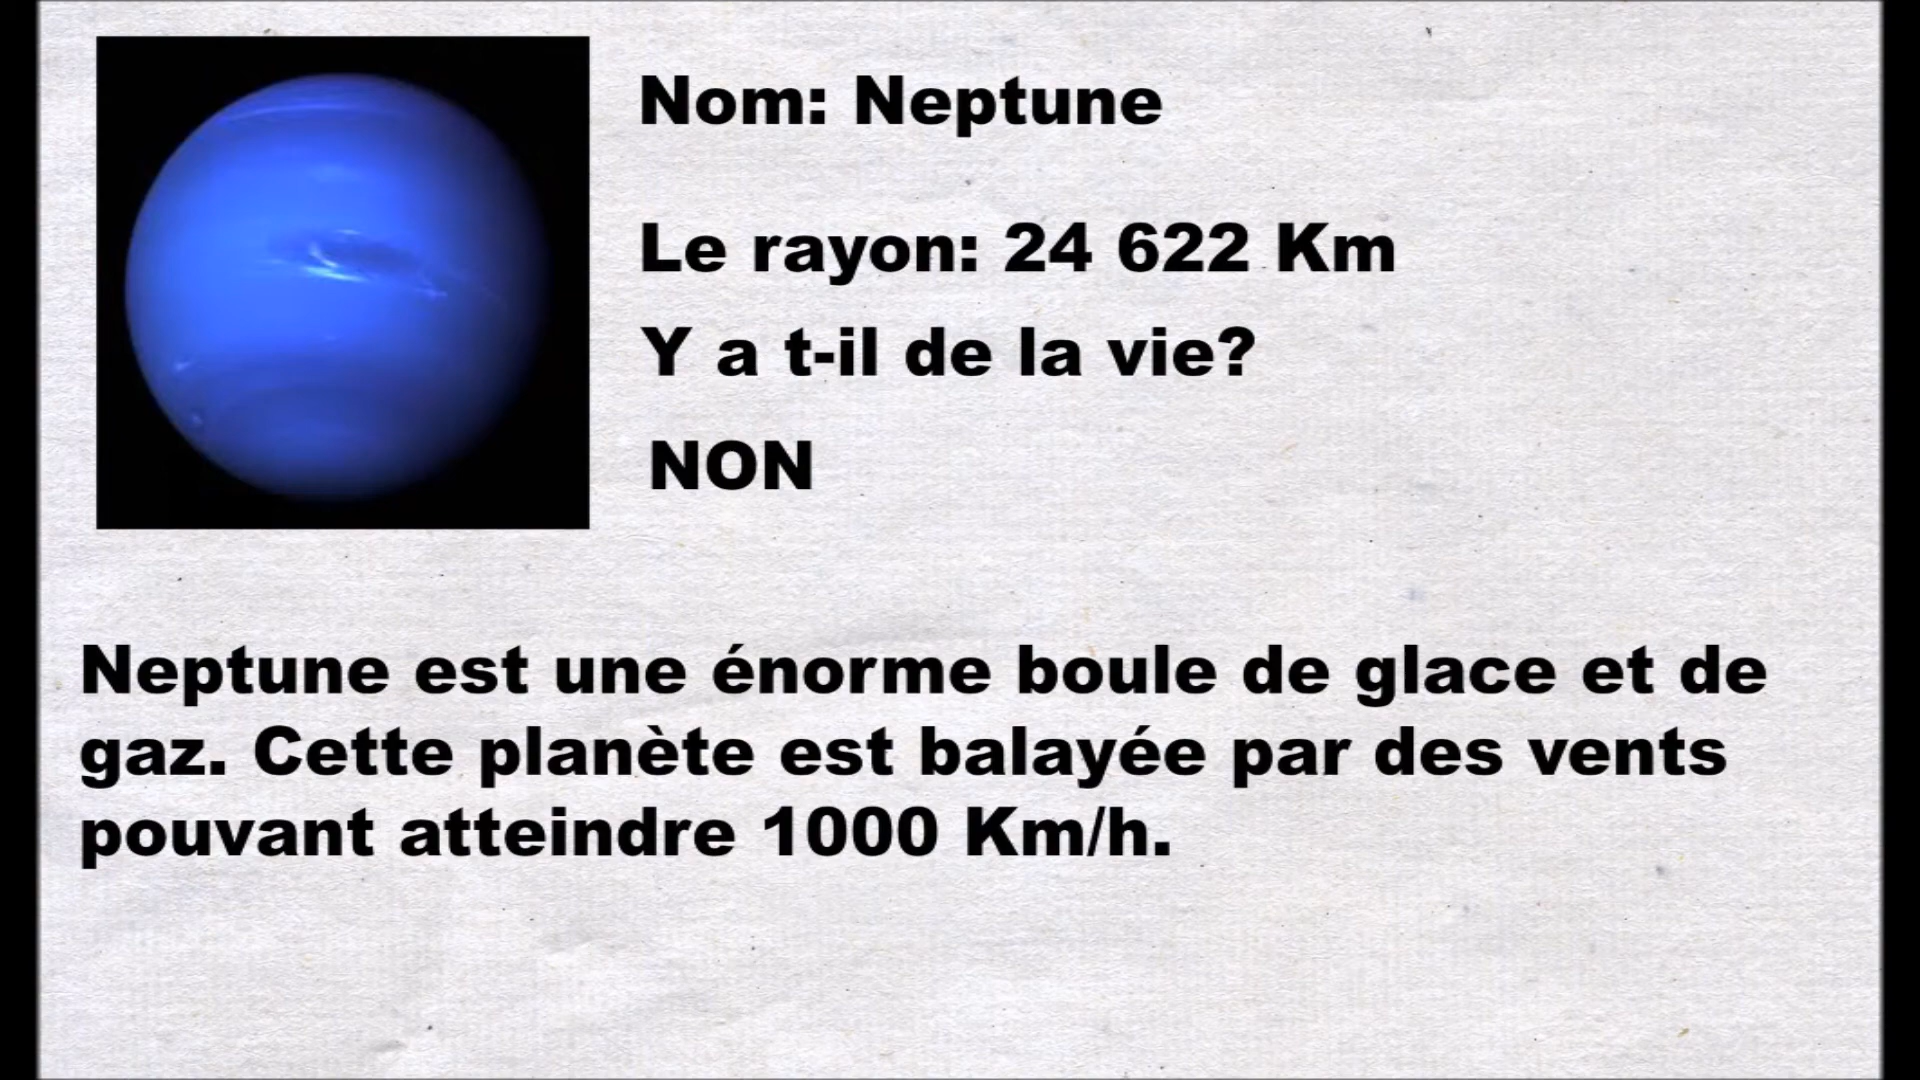 Nom: Neptune
Le rayon: 24 622 Km
Y a t-il de la vie?
NON
Neptune est une énorme boule de glace et de
gaz. Cette planète est balayée par des vents
pouvant atteindre 1000 Km/h.